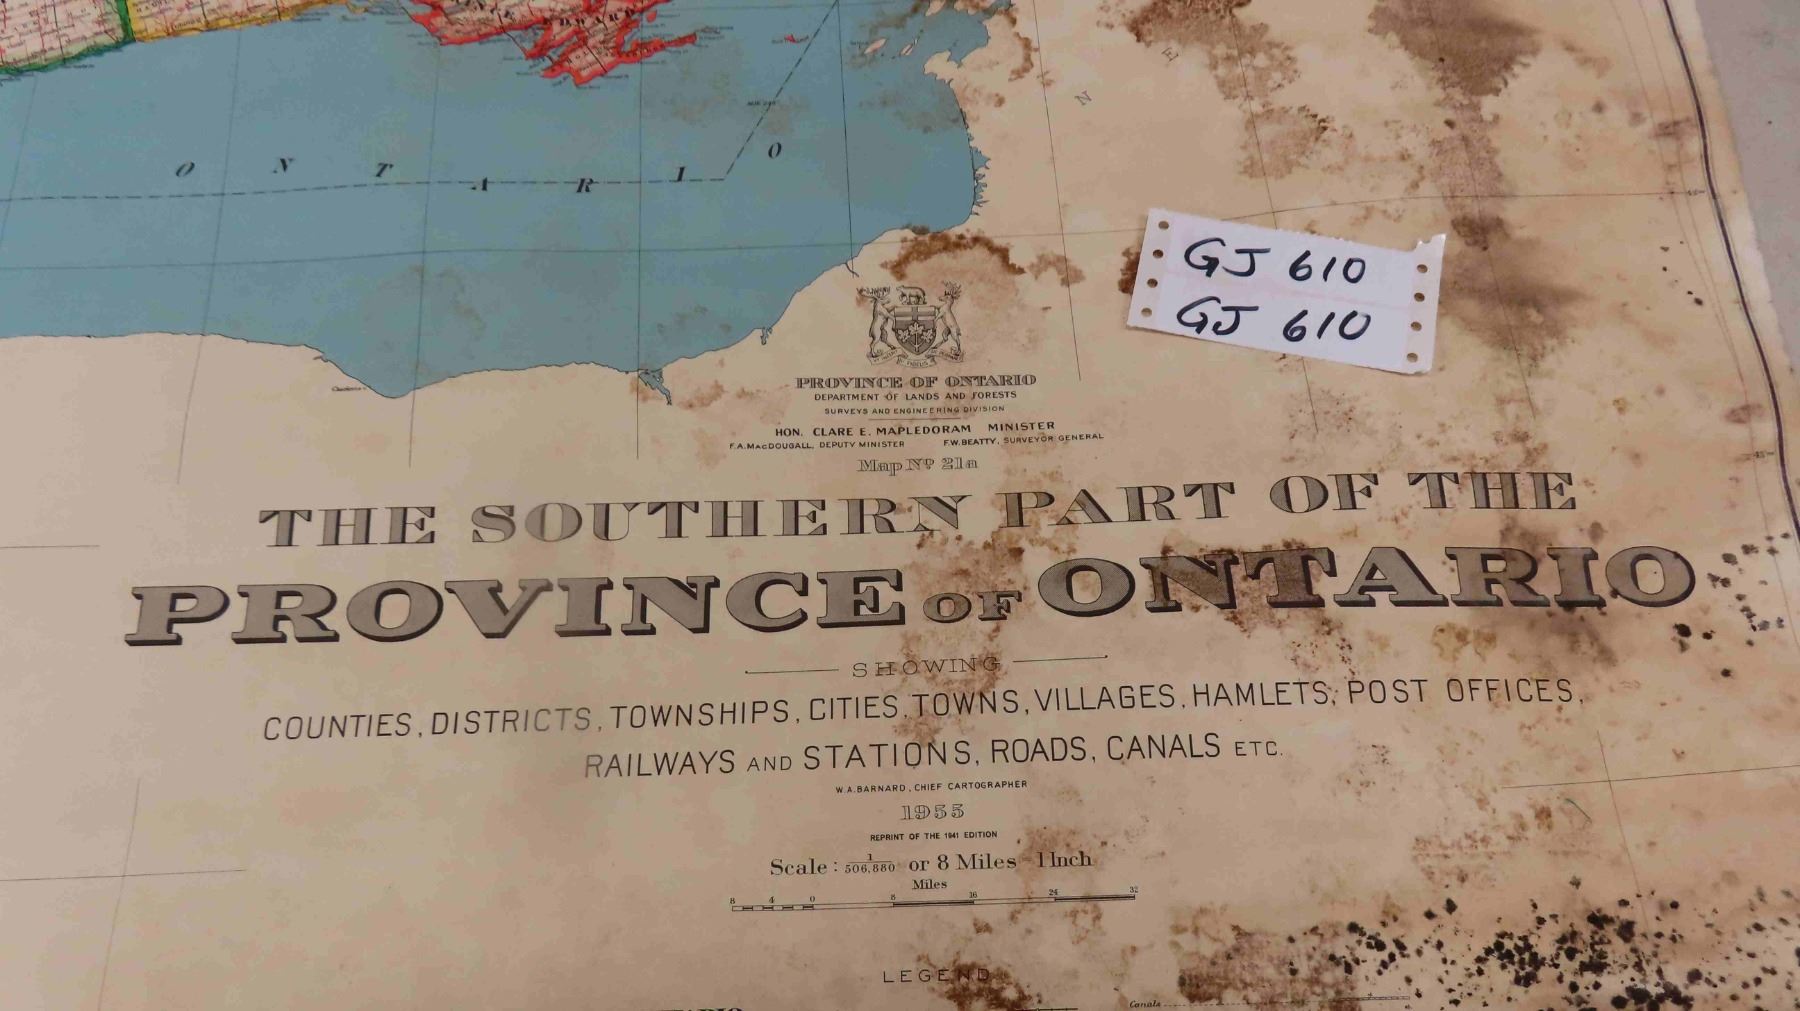 EDWARD
O N T A R I O
GJ 610
GJ 610
PROVINCE OF ONTARIO
DEPARTMENT OF LANDS AND FORESTS
SURVEYS AND ENGINEERING DIVISION
HON. CLARE E. MAPLEDORAM MINISTER
F.A. MACDOUGALL, DEPUTY MINISTER F.W. BEATTY, SURVEYOR GENERAL
Map Nº 21a
THE SOUTHERN PART OF THE
PROVINCE OF ONTARIO
SHOWING
COUNTIES, DISTRICTS, TOWNSHIPS, CITIES, TOWNS, VILLAGES, HAMLETS, POST OFFICES,
RAILWAYS AND STATIONS, ROADS, CANALS ETC.
W.A. BARNARD, CHIEF CARTOGRAPHER
1955
REPRINT OF THE 1941 EDITION
Scale : 1/506,880 or 8 Miles - 1 Inch
Miles
8 4 0 8 16 24 32
LEGEND
Canals